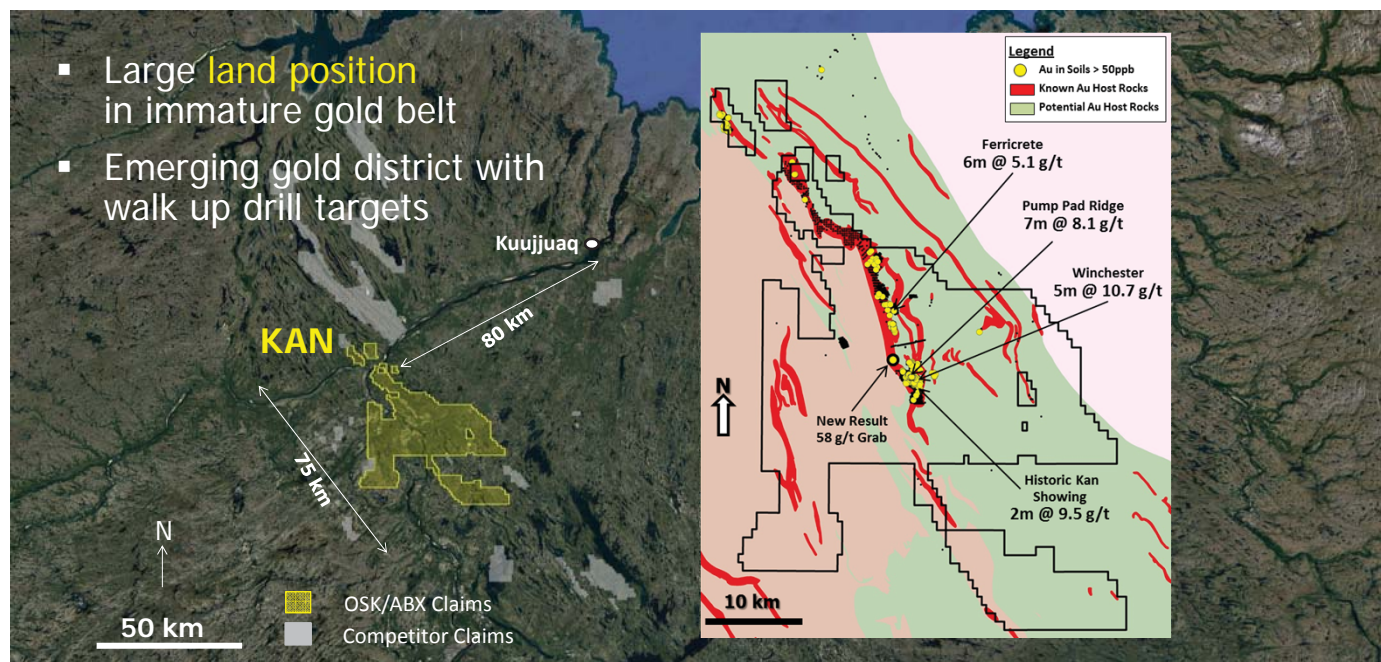 ▪ Large land position
in immature gold belt
▪ Emerging gold district with
walk up drill targets
Kuujjuaq
80 km
KAN
75 km
N
50 km
OSK/ABX Claims
Competitor Claims
Legend
Au in Soils > 50ppb
Known Au Host Rocks
Potential Au Host Rocks
Ferricrete
6m @ 5.1 g/t
Pump Pad Ridge
7m @ 8.1 g/t
Winchester
5m @ 10.7 g/t
N
New Result
58 g/t Grab
Historic Kan
Showing
2m @ 9.5 g/t
10 km